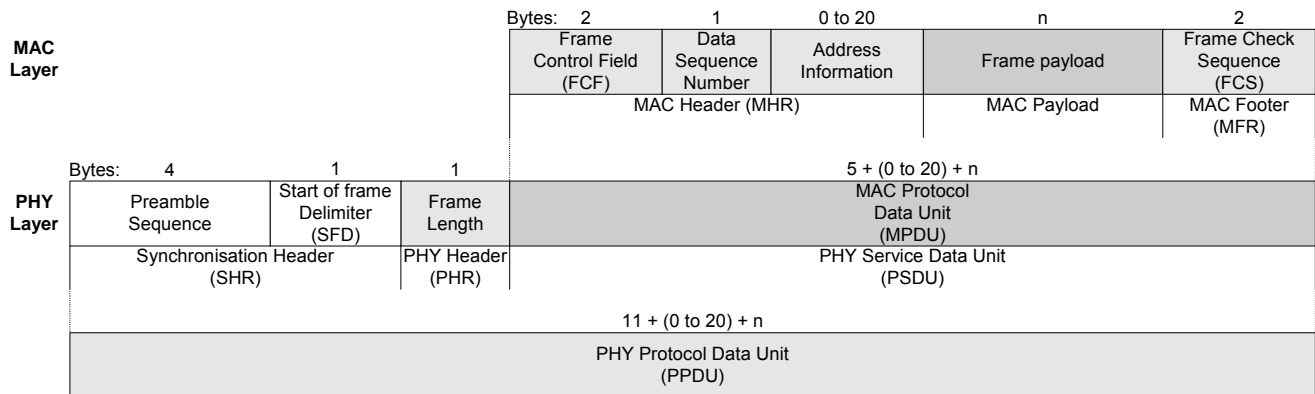 Bytes: 2 1 0 to 20 n 2
MAC
Layer
Frame
Control Field
(FCF)
Data
Sequence
Number
Address
Information
Frame payload
Frame Check
Sequence
(FCS)
MAC Header (MHR)
MAC Payload
MAC Footer
(MFR)
Bytes: 4 1 1 5 + (0 to 20) + n
PHY
Layer
Preamble
Sequence
Start of frame
Delimiter
(SFD)
Frame
Length
MAC Protocol
Data Unit
(MPDU)
Synchronisation Header
(SHR)
PHY Header
(PHR)
PHY Service Data Unit
(PSDU)
11 + (0 to 20) + n
PHY Protocol Data Unit
(PPDU)